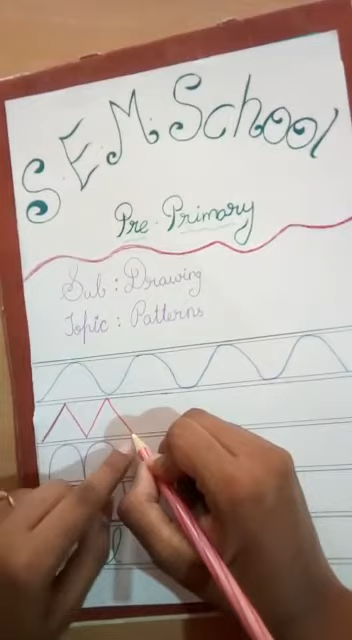 S.E.M. School
Pre-Primary
Sub : Drawing
Topic : Patterns